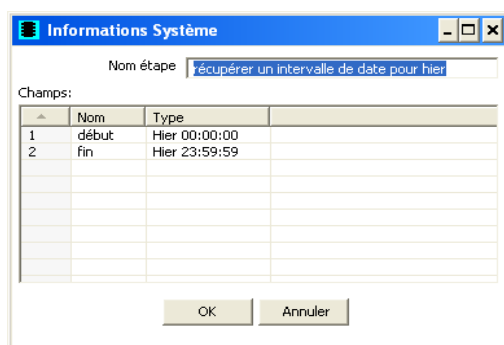 Informations Système
Nom étape récupérer un intervalle de date pour hier
Champs:
Nom Type
1 début Hier 00:00:00
2 fin Hier 23:59:59
OK Annuler